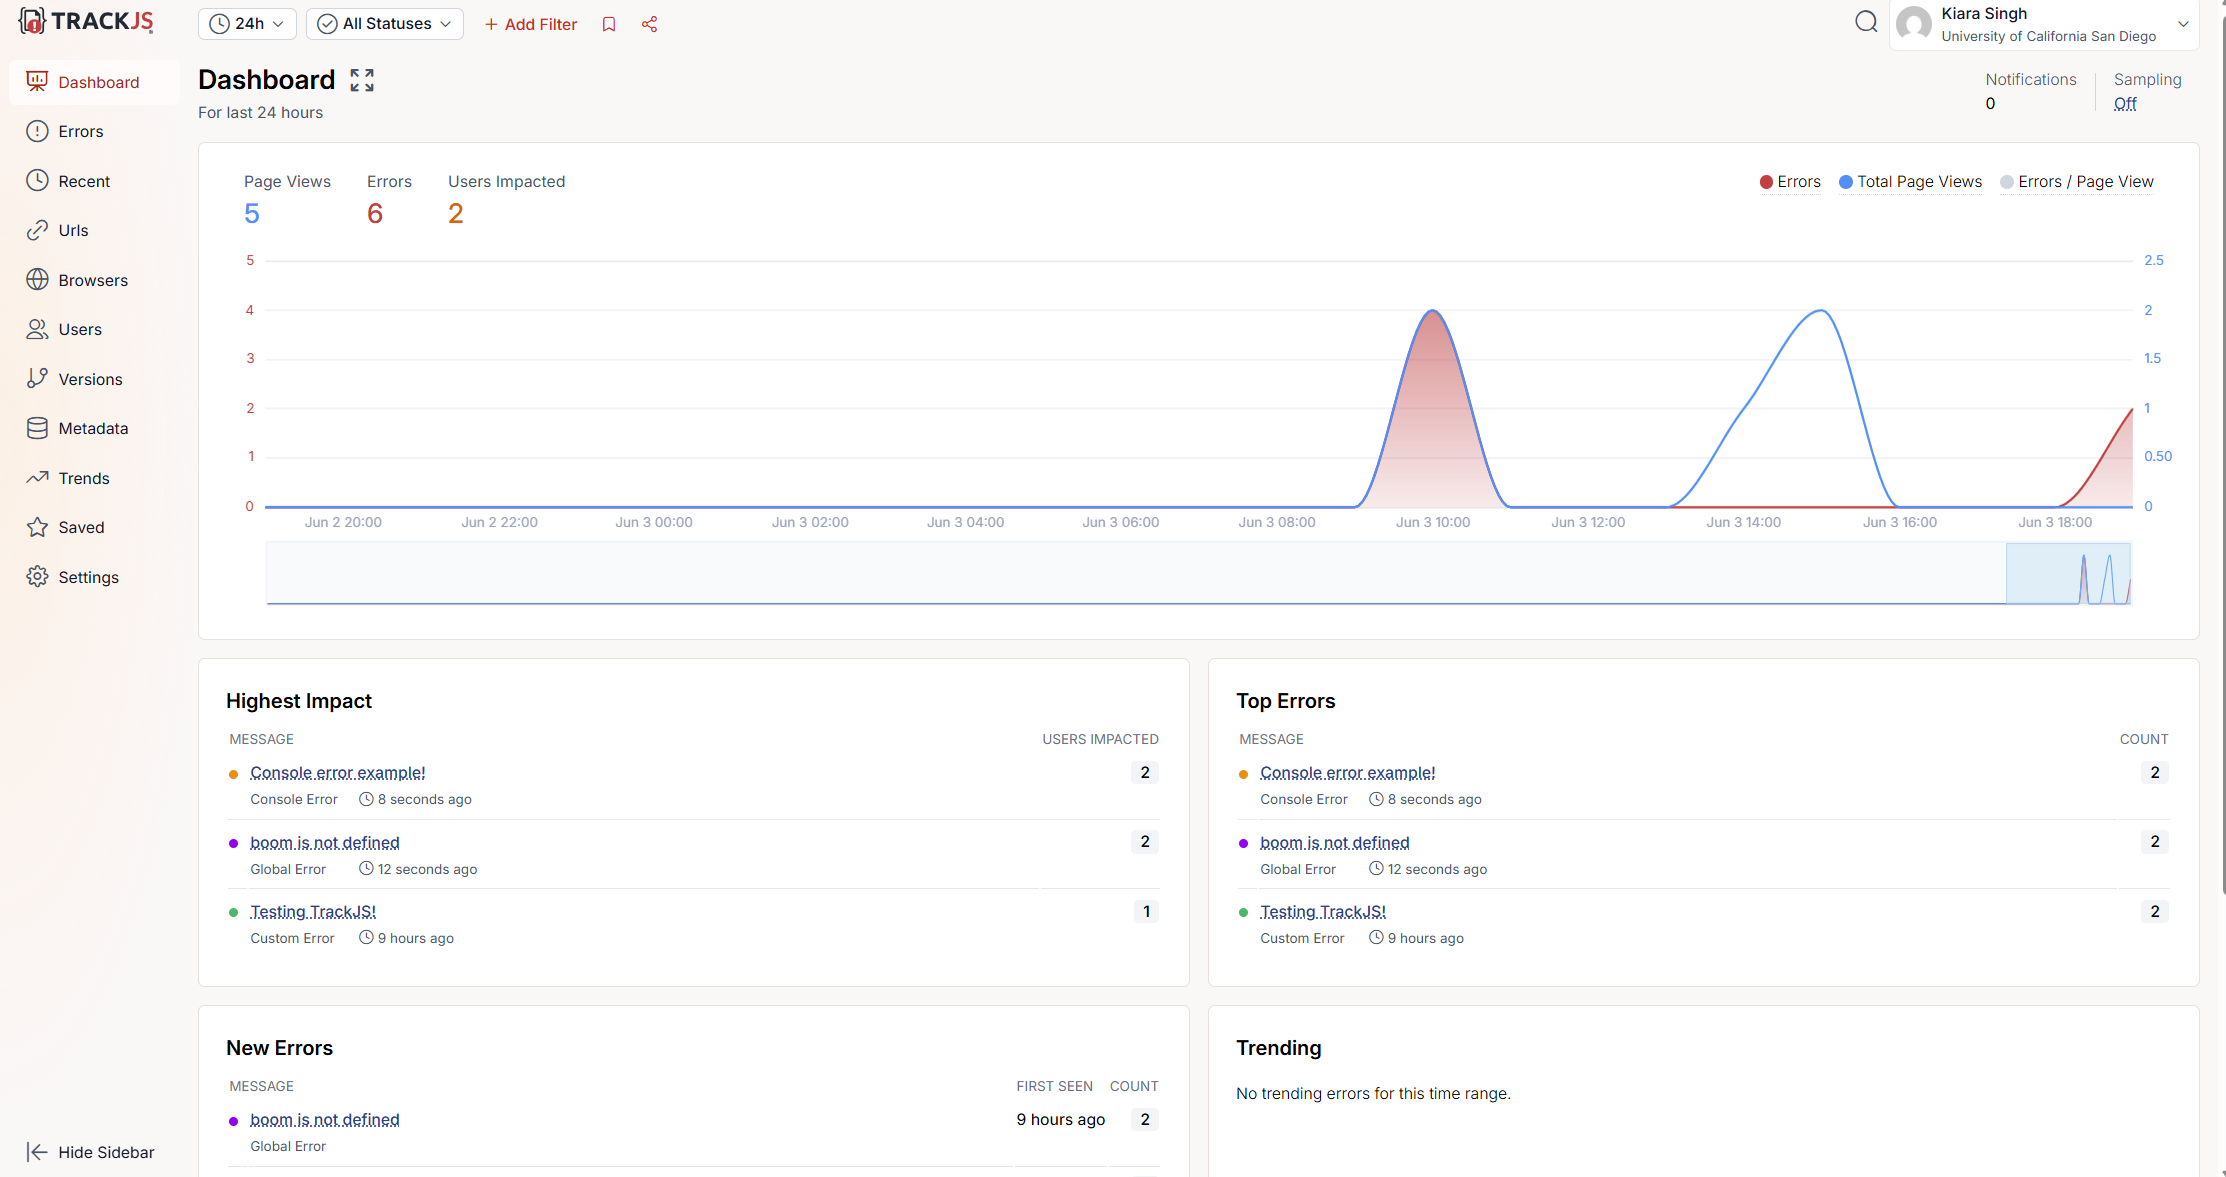 TRACKJS
24h
All Statuses
+ Add Filter
Kiara Singh
University of California San Diego
Dashboard
Errors
Recent
Urls
Browsers
Users
Versions
Metadata
Trends
Saved
Settings
Hide Sidebar
Dashboard
For last 24 hours
Notifications
0
Sampling
Off
Page Views
5
Errors
6
Users Impacted
2
Errors
Total Page Views
Errors / Page View
5
4
3
2
1
0
2.5
2
1.5
1
0.50
0
Jun 2 20:00
Jun 2 22:00
Jun 3 00:00
Jun 3 02:00
Jun 3 04:00
Jun 3 06:00
Jun 3 08:00
Jun 3 10:00
Jun 3 12:00
Jun 3 14:00
Jun 3 16:00
Jun 3 18:00
Highest Impact
MESSAGE USERS IMPACTED
Console error example! 2
Console Error 8 seconds ago
boom is not defined 2
Global Error 12 seconds ago
Testing TrackJS! 1
Custom Error 9 hours ago
Top Errors
MESSAGE COUNT
Console error example! 2
Console Error 8 seconds ago
boom is not defined 2
Global Error 12 seconds ago
Testing TrackJS! 2
Custom Error 9 hours ago
New Errors
MESSAGE FIRST SEEN COUNT
boom is not defined 9 hours ago 2
Global Error
Trending
No trending errors for this time range.